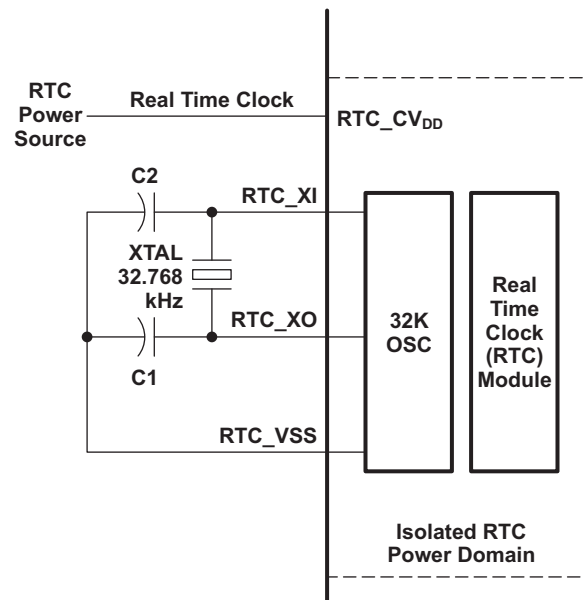 RTC
Power
Source
Real Time Clock
RTC_CVDD
C2
RTC_XI
XTAL
32.768
kHz
RTC_XO
C1
32K
OSC
Real
Time
Clock
(RTC)
Module
RTC_VSS
Isolated RTC
Power Domain